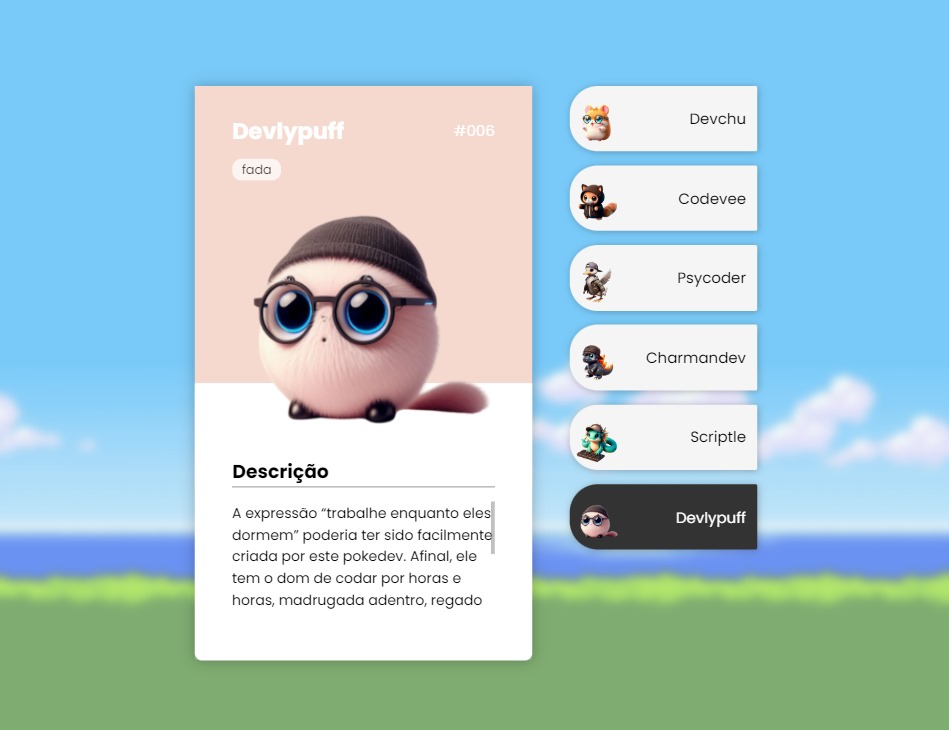 Devlypuff
#006
fada
Descrição
A expressão “trabalhe enquanto eles
dormem” poderia ter sido facilmente
criada por este pokedev. Afinal, ele
tem o dom de codar por horas e
horas, madrugada adentro, regado
Devchu
Codevee
Psycoder
Charmandev
Scriptle
Devlypuff